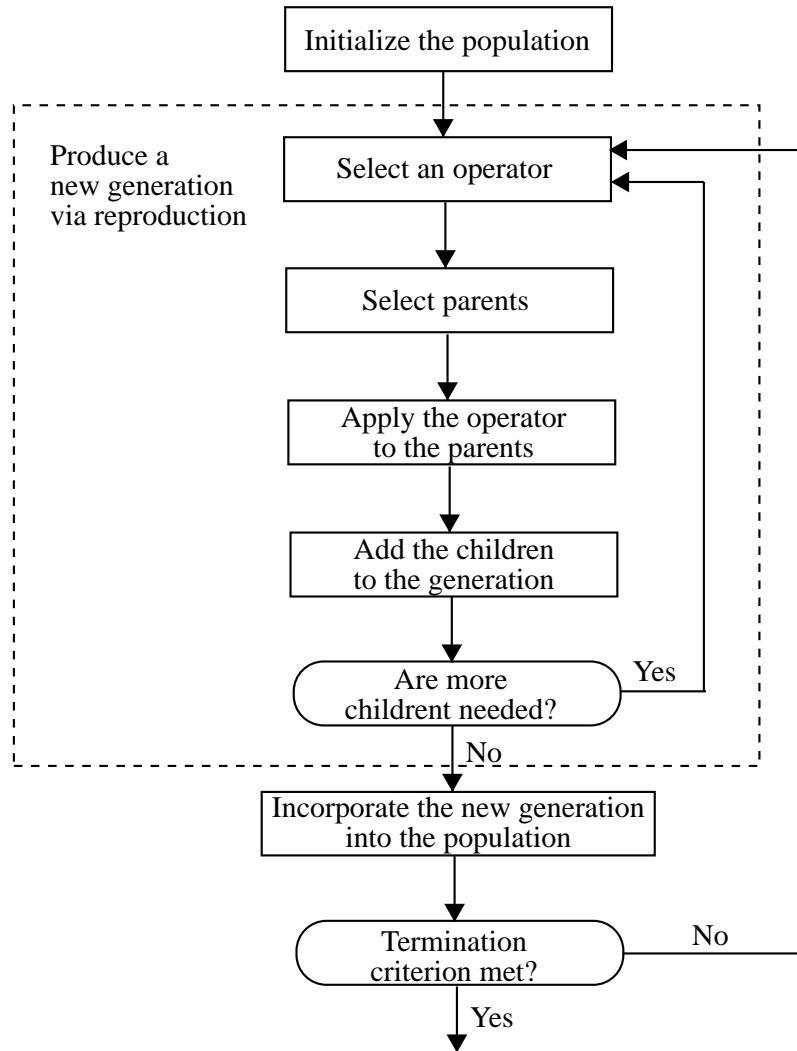 Initialize the population
Produce a
new generation
via reproduction
Select an operator
Select parents
Apply the operator
to the parents
Add the children
to the generation
Are more
childrent needed?
Yes
No
Incorporate the new generation
into the population
Termination
criterion met?
No
Yes